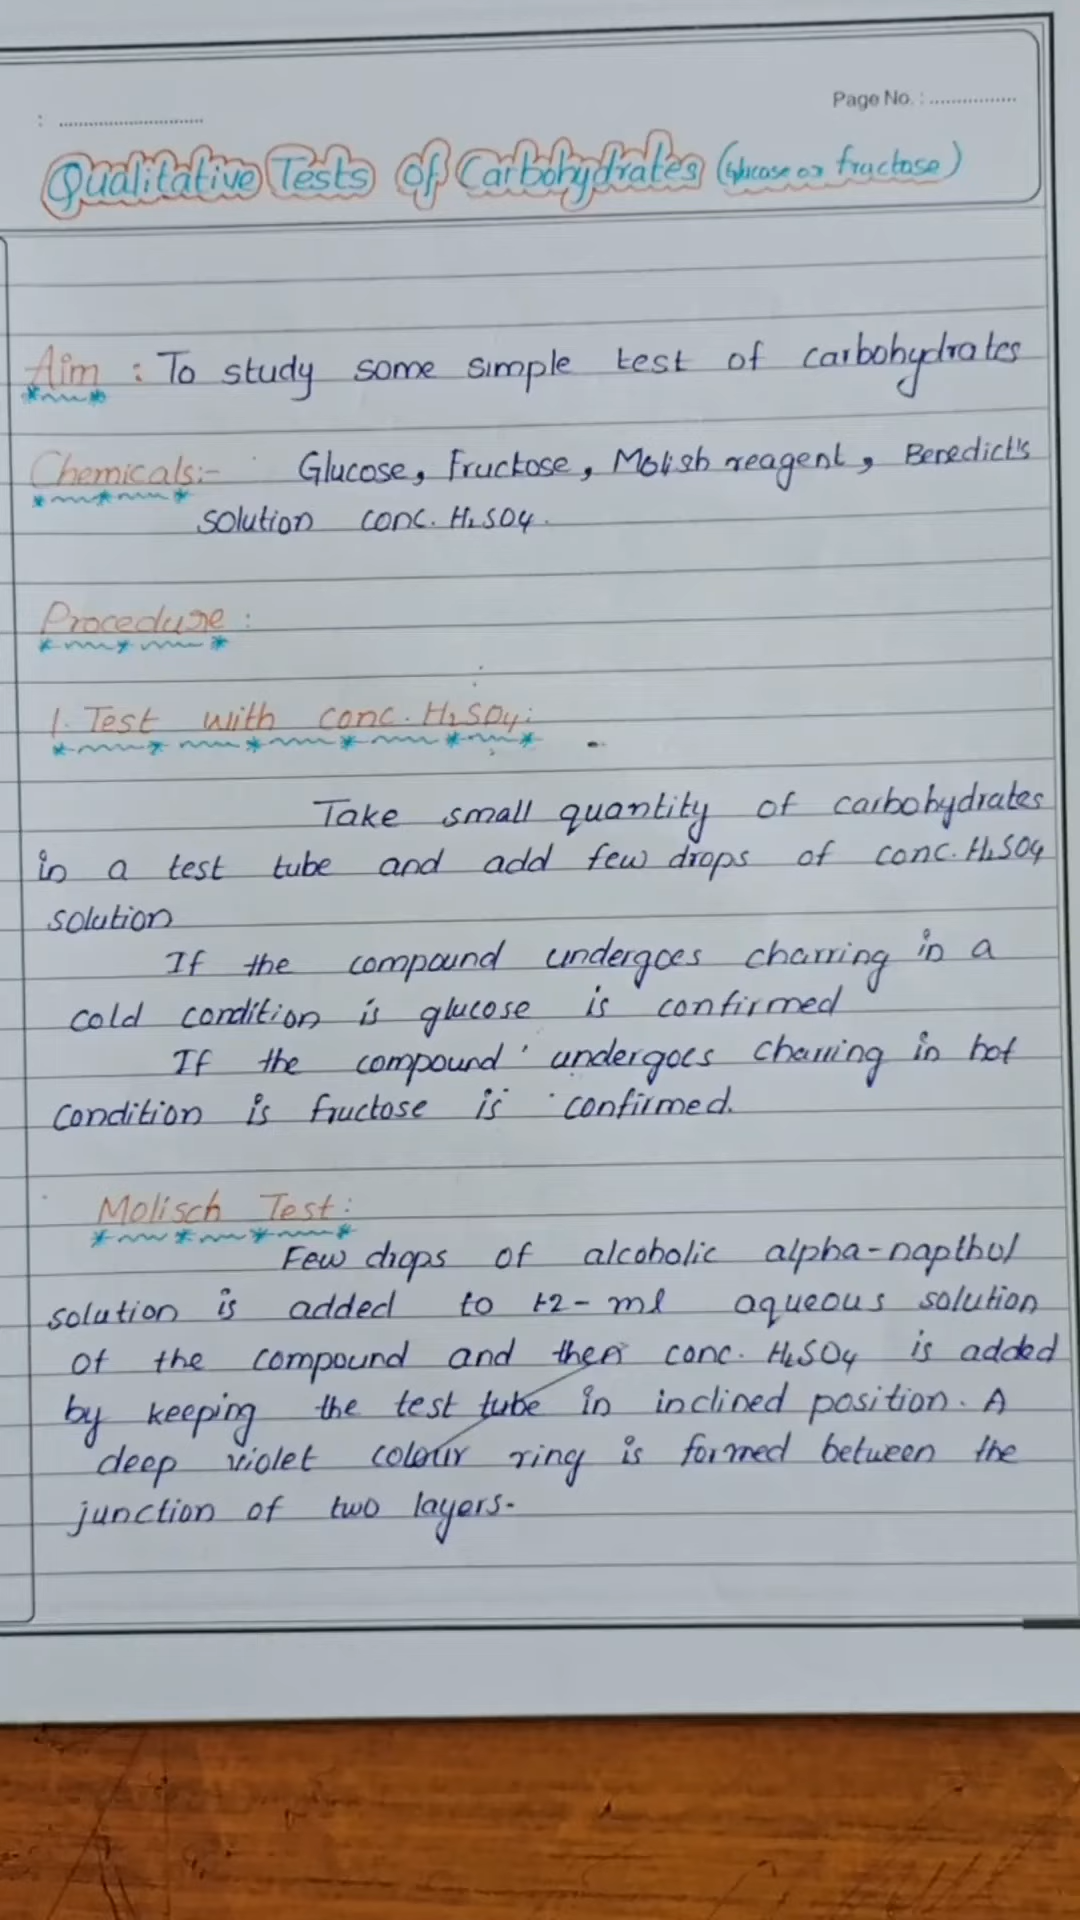 Page No. : ................
: ............................
Qualitative Tests of Carbohydrates (Glucose or fructose)
Aim : To study some simple test of carbohydrates
Chemicals:- Glucose, Fructose, Molish reagent, Benedict's
solution conc. H₂SO4.
Procedure :
1. Test with conc. H₂SO4:
Take small quantity of carbohydrates
in a test tube and add few drops of conc. H₂SO4
solution
If the compound undergoes charring in a
cold condition is glucose is confirmed
If the compound undergoes charring in hot
condition is fructose is confirmed.
Molisch Test:
Few drops of alcoholic alpha-napthol
solution is added to 1-2- ml aqueous solution
of the compound and then conc. H₂SO4 is added
by keeping the test tube in inclined position. A
deep violet colour ring is formed between the
junction of two layers.